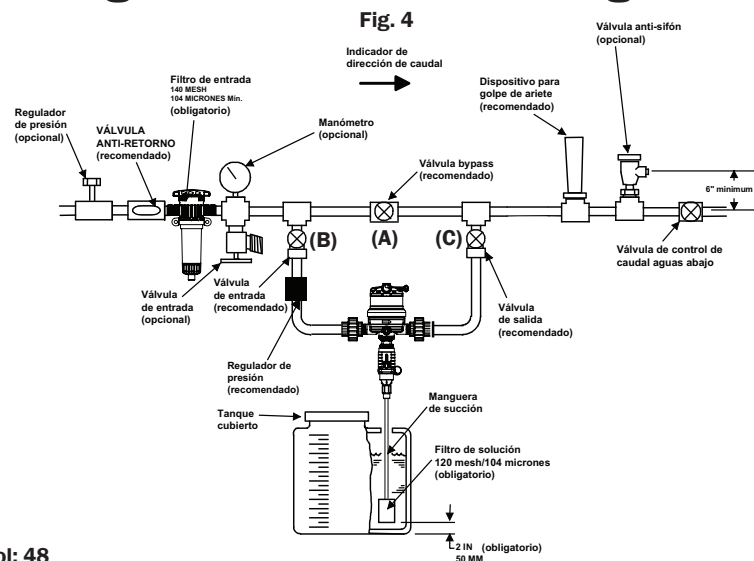 Fig. 4
Válvula anti-sifón
(opcional)
Indicador de
dirección de caudal
Filtro de entrada
140 MESH
104 MICRONES Mín.
(obligatorio)
Dispositivo para
golpe de ariete
(recomendado)
Regulador
de presión
(opcional)
VÁLVULA
ANTI-RETORNO
(recomendado)
Manómetro
(opcional)
Válvula bypass
(recomendado)
6" minimum
(B)
(A)
(C)
Válvula de control de
caudal aguas abajo
Válvula
de entrada
(opcional)
Válvula
de entrada
(recomendado)
Válvula
de salida
(recomendado)
Regulador de
presión
(recomendado)
Tanque
cubierto
Manguera
de succión
Filtro de solución
120 mesh/104 micrones
(obligatorio)
2 IN (obligatorio)
50 MM
ol: 48